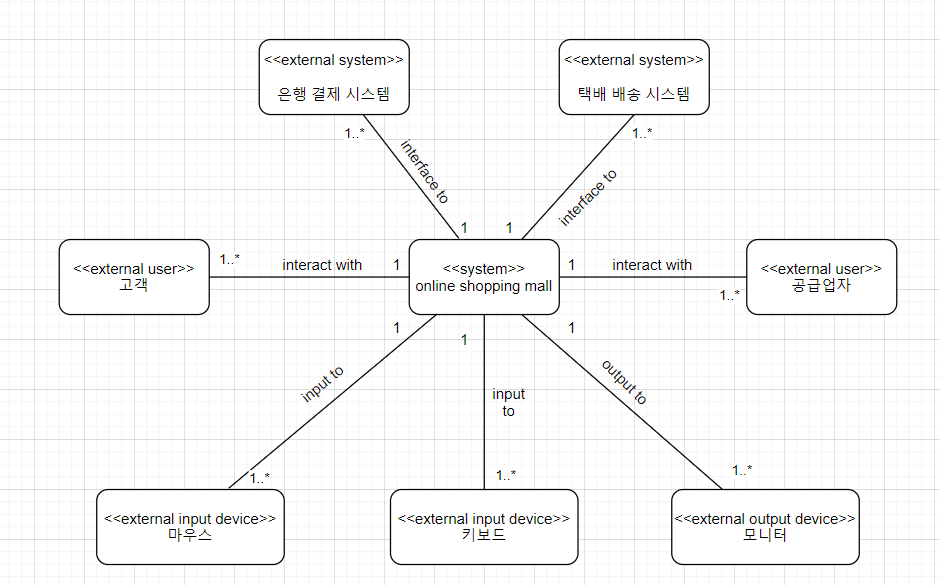 <<external system>>
은행 결제 시스템
<<external system>>
택배 배송 시스템
1..*
1..*
interface to
interface to
1
1
<<external user>>
고객
1..*
interact with
1
<<system>>
online shopping mall
1
interact with
1..*
<<external user>>
공급업자
1
1
1
input to
input
to
output to
1..*
1..*
1..*
<<external input device>>
마우스
<<external input device>>
키보드
<<external output device>>
모니터